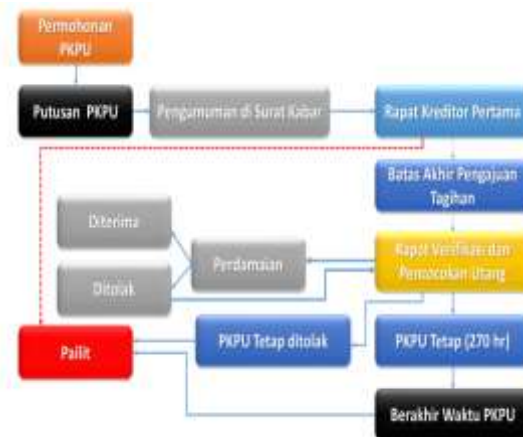 Permohonan
PKPU
Putusan PKPU
Pengumuman di Surat Kabar
Rapat Kreditor Pertama
Batas Akhir Pengajuan
Tagihan
Diterima
Perdamaian
Rapat Verifikasi dan
Pencocokan Utang
Ditolak
Pailit
PKPU Tetap ditolak
PKPU Tetap (270 hr)
Berakhir Waktu PKPU